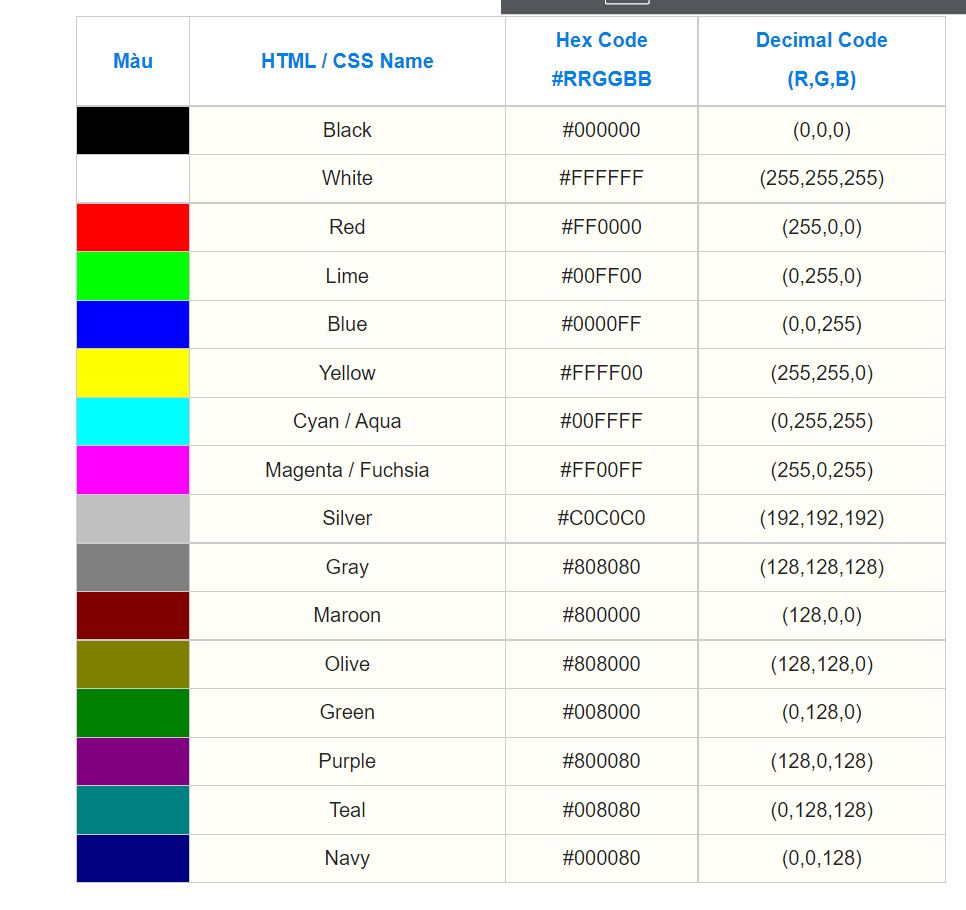 Màu HTML / CSS Name Hex Code #RRGGBB Decimal Code (R,G,B)
Black #000000 (0,0,0)
White #FFFFFF (255,255,255)
Red #FF0000 (255,0,0)
Lime #00FF00 (0,255,0)
Blue #0000FF (0,0,255)
Yellow #FFFF00 (255,255,0)
Cyan / Aqua #00FFFF (0,255,255)
Magenta / Fuchsia #FF00FF (255,0,255)
Silver #C0C0C0 (192,192,192)
Gray #808080 (128,128,128)
Maroon #800000 (128,0,0)
Olive #808000 (128,128,0)
Green #008000 (0,128,0)
Purple #800080 (128,0,128)
Teal #008080 (0,128,128)
Navy #000080 (0,0,128)